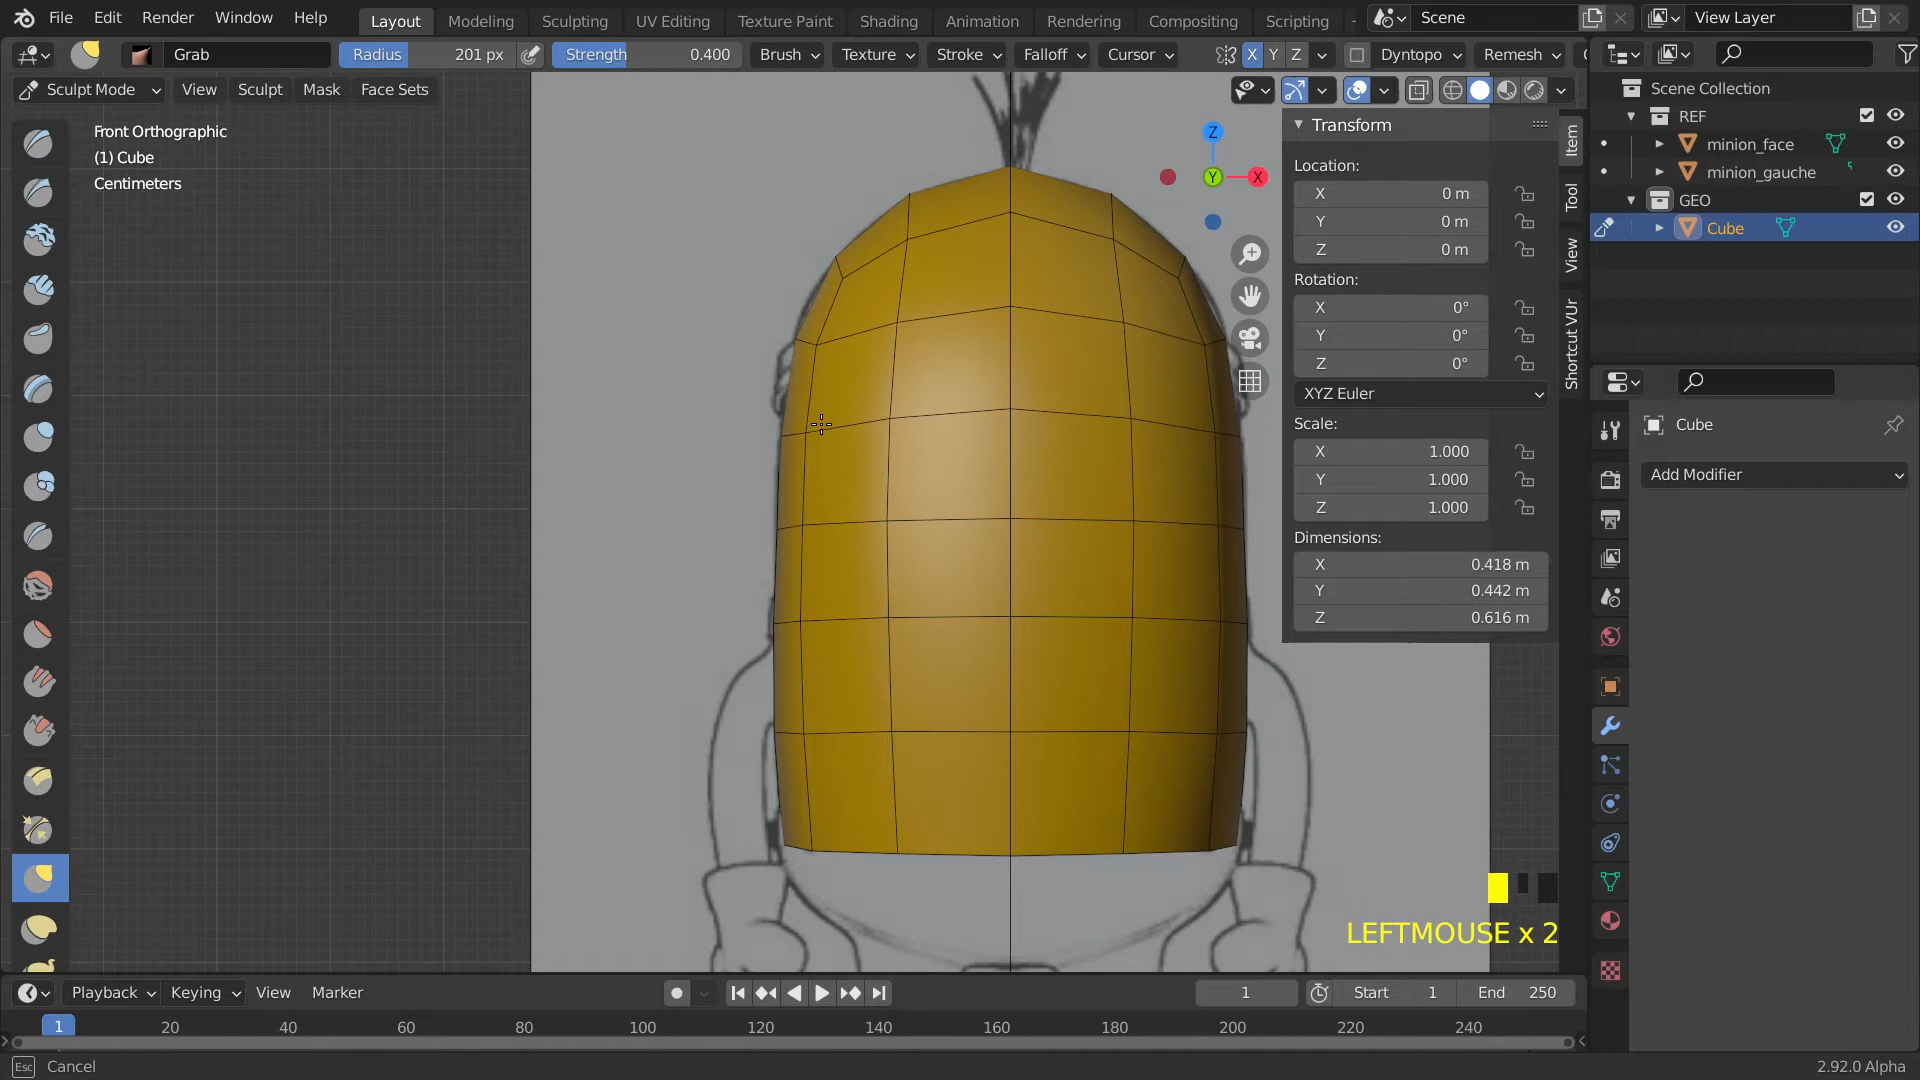 File Edit Render Window Help Layout Modeling Sculpting UV Editing Texture Paint Shading Animation Rendering Compositing Scripting Scene View Layer
Grab Radius 201 px Strength 0.400 Brush Texture Stroke Falloff Cursor X Y Z Dyntopo Remesh
Sculpt Mode View Sculpt Mask Face Sets
Scene Collection
REF
minion_face
minion_gauche
GEO
Cube
Front Orthographic
(1) Cube
Centimeters
Z
Y
X
Item
Tool
View
Shortcut VUr
Transform
Location:
X 0 m
Y 0 m
Z 0 m
Rotation:
X 0°
Y 0°
Z 0°
XYZ Euler
Scale:
X 1.000
Y 1.000
Z 1.000
Dimensions:
X 0.418 m
Y 0.442 m
Z 0.616 m
Cube
Add Modifier
LEFTMOUSE x 2
Playback Keying View Marker 1 Start 1 End 250
1 20 40 60 80 100 120 140 160 180 200 220 240
Esc Cancel 2.92.0 Alpha